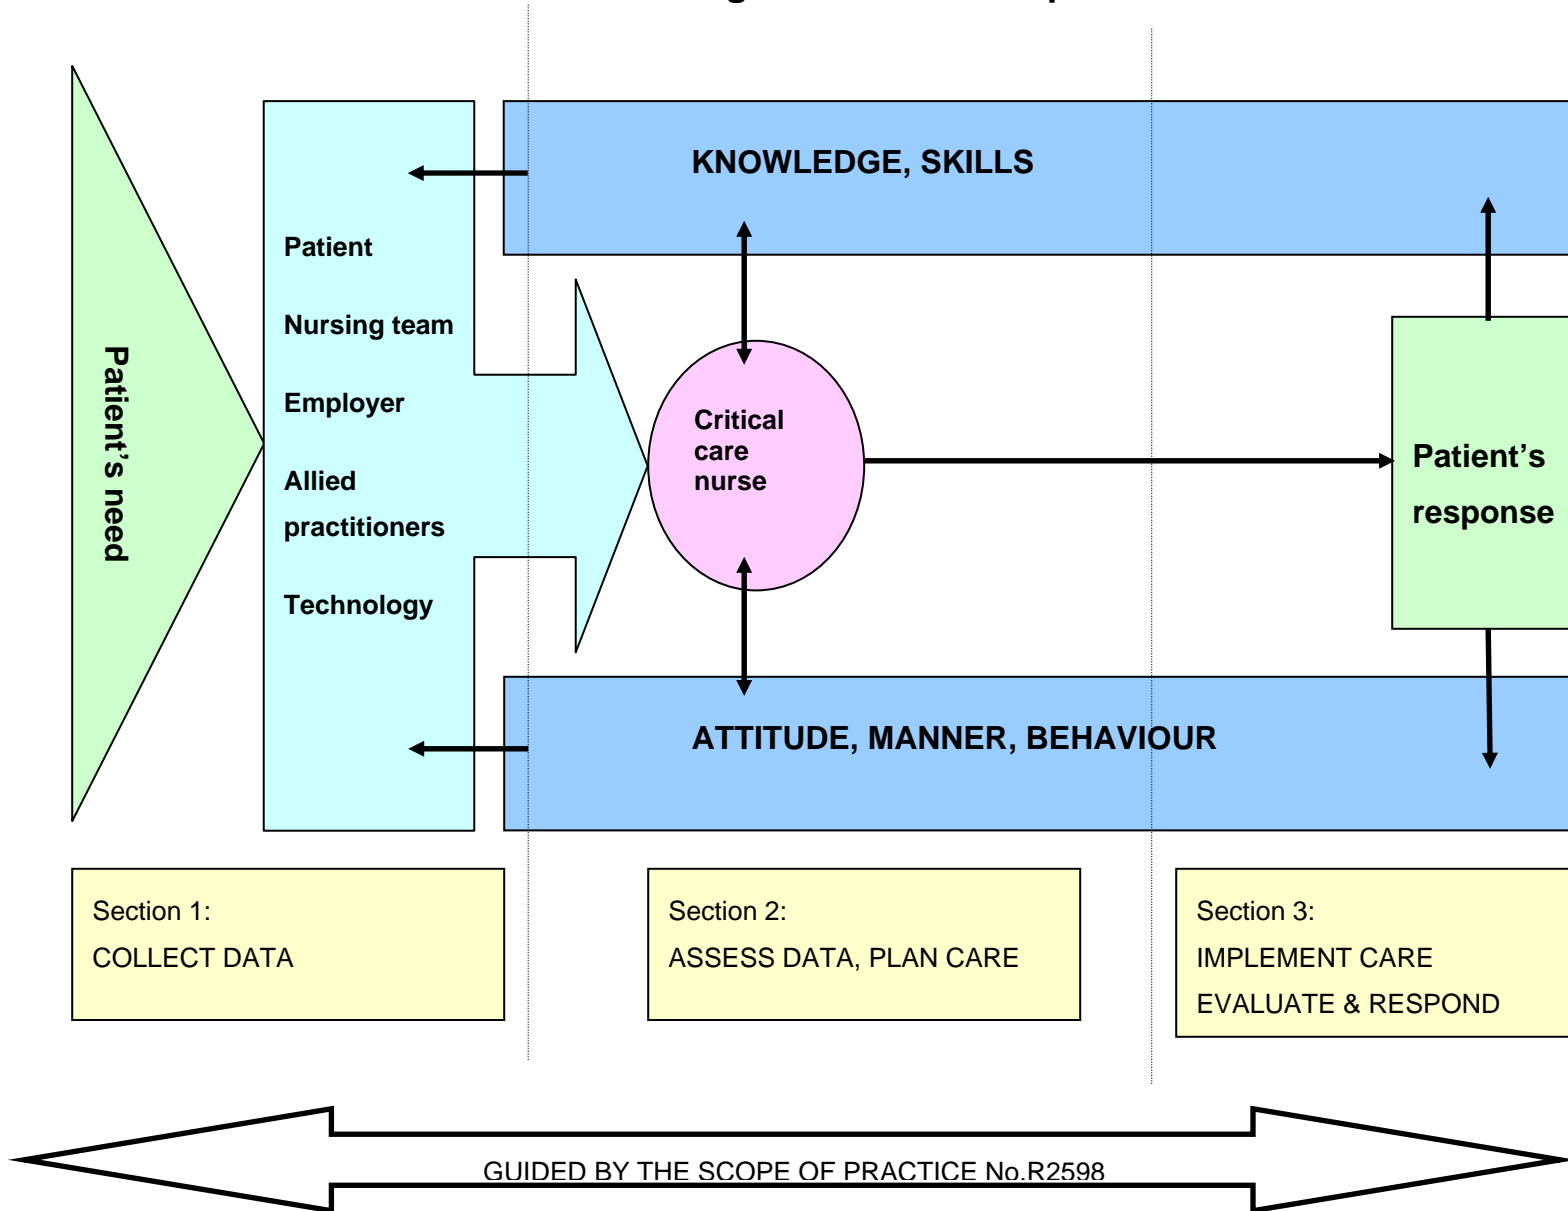 KNOWLEDGE, SKILLS
Patient
Nursing team
Employer
Allied
practitioners
Technology
Patient's need
Critical
care
nurse
Patient's
response
ATTITUDE, MANNER, BEHAVIOUR
Section 1:
COLLECT DATA
Section 2:
ASSESS DATA, PLAN CARE
Section 3:
IMPLEMENT CARE
EVALUATE & RESPOND
GUIDED BY THE SCOPE OF PRACTICE No.R2598